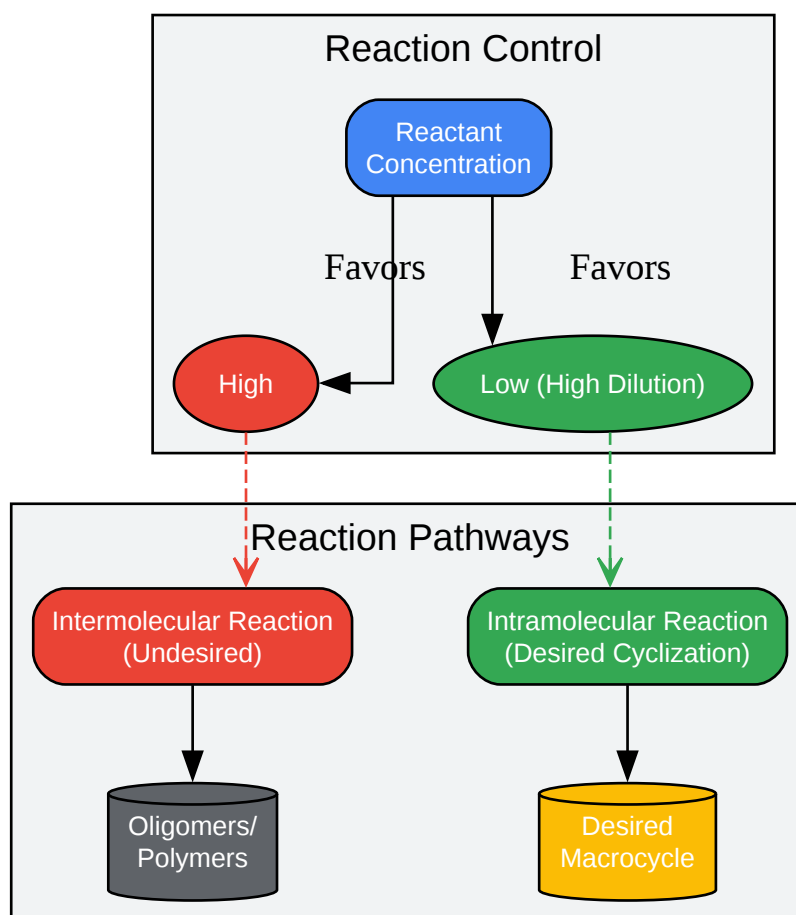 Reaction Control
Reactant
Concentration
Favors
Favors
High
Low (High Dilution)
Reaction Pathways
Intermolecular Reaction
(Undesired)
Intramolecular Reaction
(Desired Cyclization)
Oligomers/
Polymers
Desired
Macrocycle